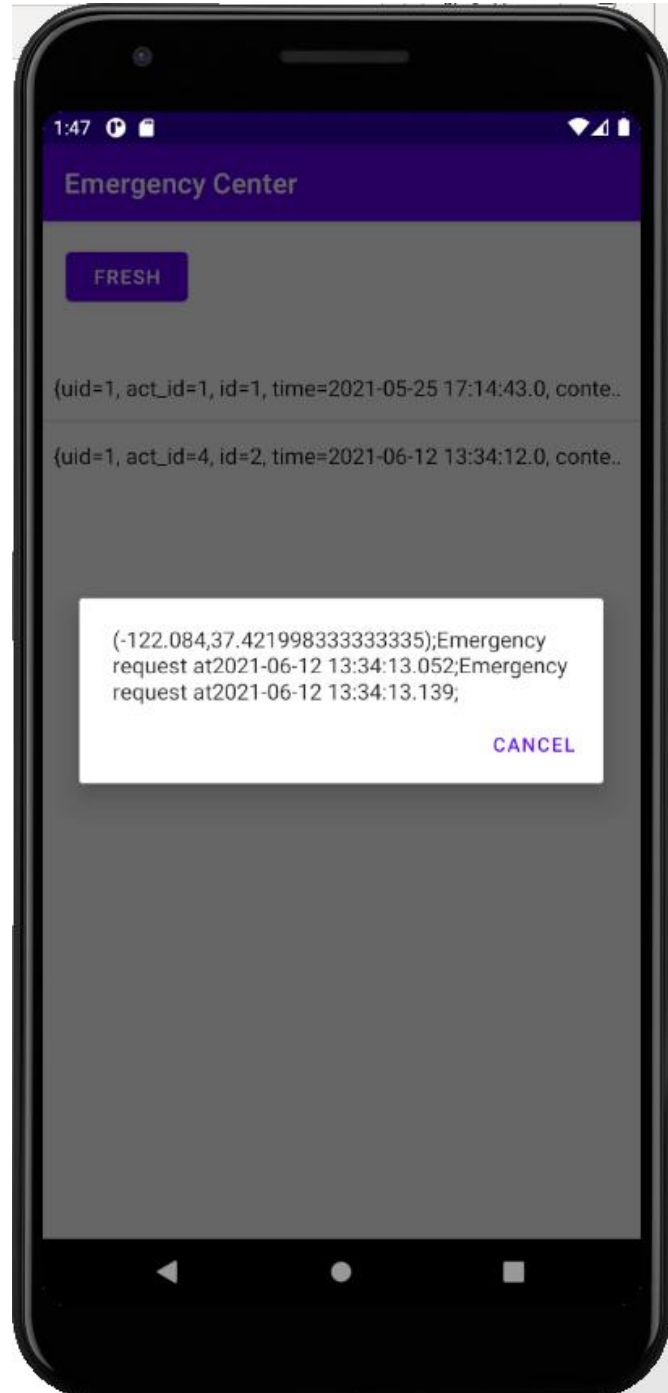 1:47
Emergency Center
FRESH
{uid=1, act_id=1, id=1, time=2021-05-25 17:14:43.0, conte..
{uid=1, act_id=4, id=2, time=2021-06-12 13:34:12.0, conte..
(-122.084,37.421998333333335);Emergency
request at2021-06-12 13:34:13.052;Emergency
request at2021-06-12 13:34:13.139;
CANCEL